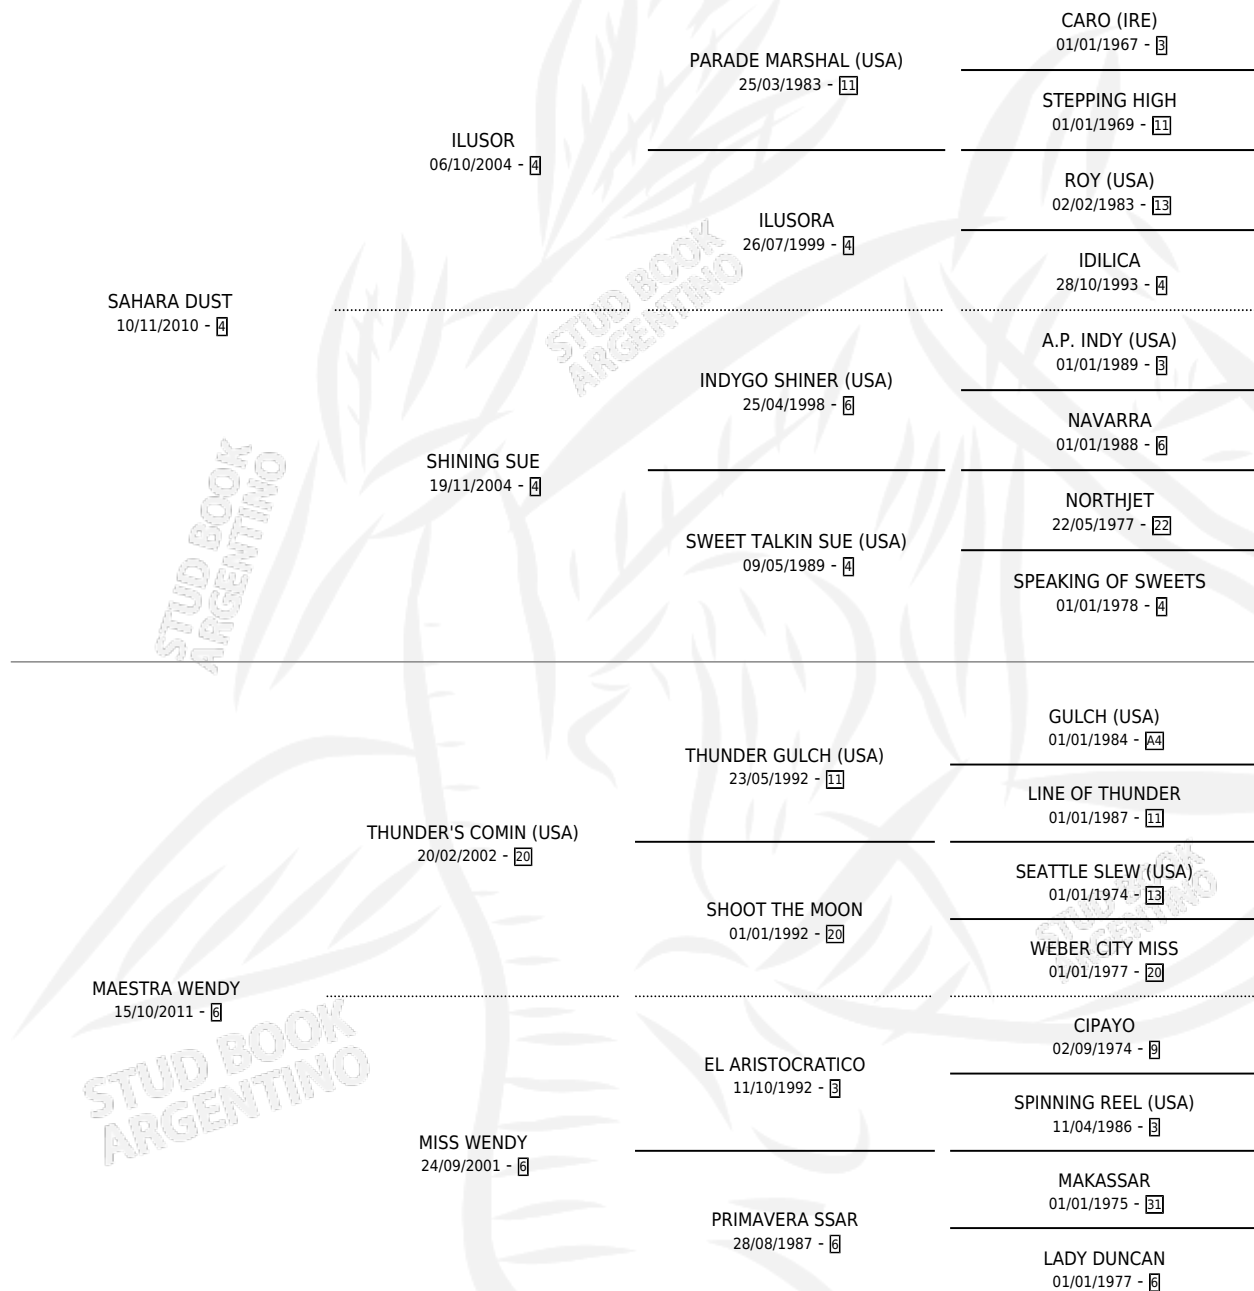 CARO (IRE)
01/01/1967 - 3
PARADE MARSHAL (USA)
25/03/1983 - 11
STEPPING HIGH
01/01/1969 - 11
ILUSOR
06/10/2004 - 4
ROY (USA)
02/02/1983 - 13
ILUSORA
26/07/1999 - 4
IDILICA
28/10/1993 - 4
SAHARA DUST
10/11/2010 - 4
A.P. INDY (USA)
01/01/1989 - 3
INDYGO SHINER (USA)
25/04/1998 - 6
NAVARRA
01/01/1988 - 6
SHINING SUE
19/11/2004 - 4
NORTHJET
22/05/1977 - 22
SWEET TALKIN SUE (USA)
09/05/1989 - 4
SPEAKING OF SWEETS
01/01/1978 - 4
GULCH (USA)
01/01/1984 - A4
THUNDER GULCH (USA)
23/05/1992 - 11
LINE OF THUNDER
01/01/1987 - 11
THUNDER'S COMIN (USA)
20/02/2002 - 20
SEATTLE SLEW (USA)
01/01/1974 - 13
SHOOT THE MOON
01/01/1992 - 20
WEBER CITY MISS
01/01/1977 - 20
MAESTRA WENDY
15/10/2011 - 6
CIPAYO
02/09/1974 - 9
EL ARISTOCRATICO
11/10/1992 - 3
SPINNING REEL (USA)
11/04/1986 - 3
MISS WENDY
24/09/2001 - 6
MAKASSAR
01/01/1975 - 31
PRIMAVERA SSAR
28/08/1987 - 6
LADY DUNCAN
01/01/1977 - 6
STUD BOOK
ARGENTINO
STUD BOOK
ARGENTINO
STUD BOOK
ARGENTINO
STUD BOOK
ARGENTINO